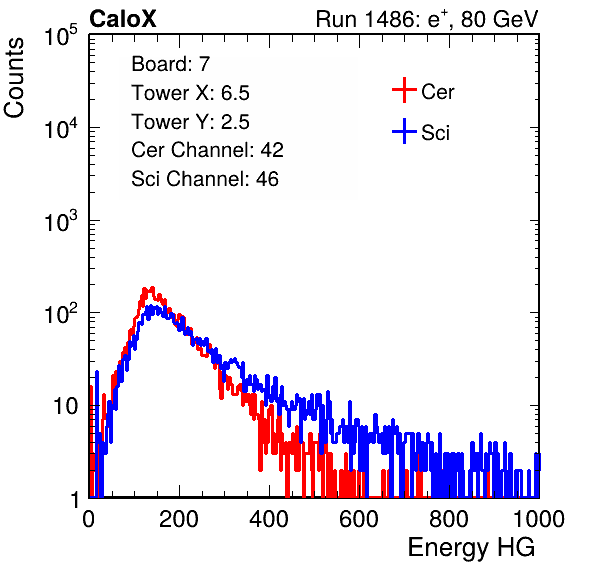 CaloX Run 1486: e⁺, 80 GeV
Counts
Board: 7
Tower X: 6.5
Tower Y: 2.5
Cer Channel: 42
Sci Channel: 46
Cer
Sci
10⁵
10⁴
10³
10²
10
1
0 200 400 600 800 1000
Energy HG